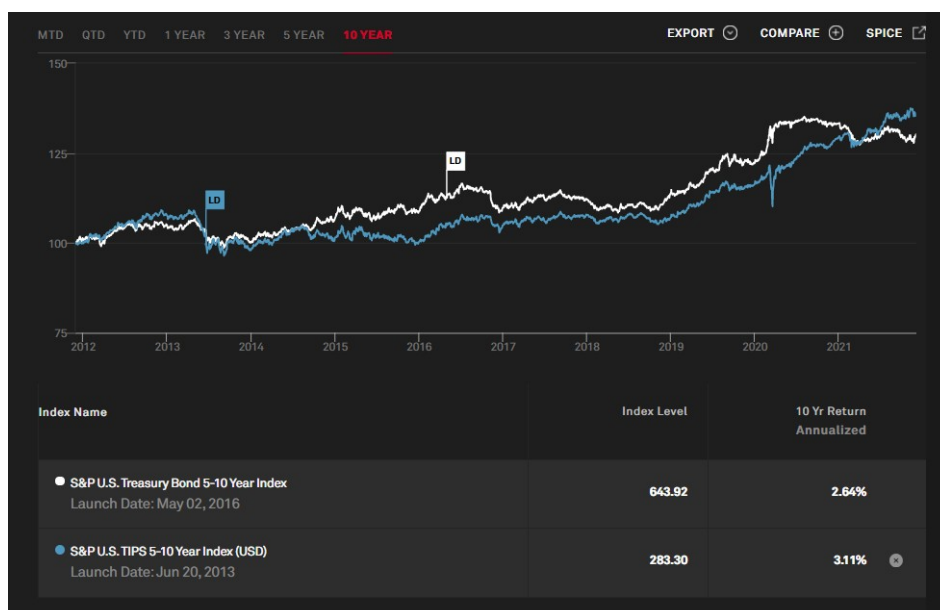 MTD QTD YTD 1 YEAR 3 YEAR 5 YEAR 10 YEAR EXPORT COMPARE SPICE
150
125
100
75
LD
LD
2012 2013 2014 2015 2016 2017 2018 2019 2020 2021
Index Name Index Level 10 Yr Return
Annualized
S&P U.S. Treasury Bond 5-10 Year Index 643.92 2.64%
Launch Date: May 02, 2016
S&P U.S. TIPS 5-10 Year Index (USD) 283.30 3.11%
Launch Date: Jun 20, 2013